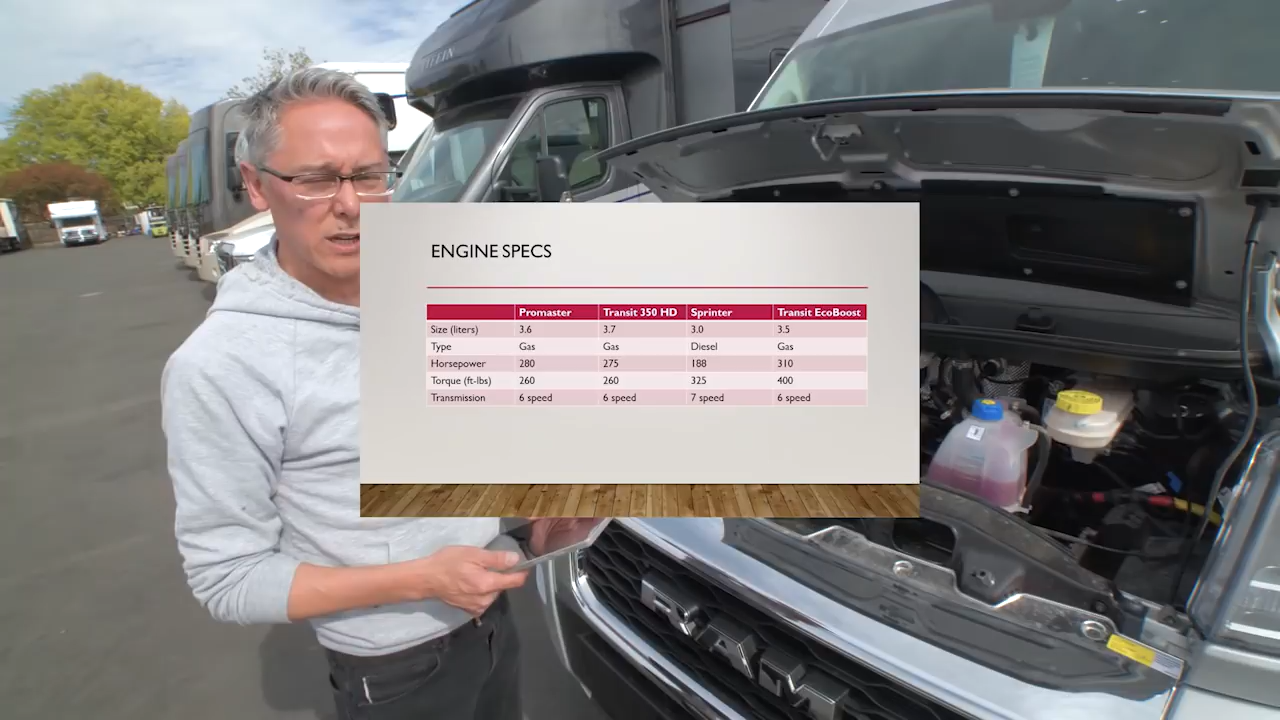 ENGINE SPECS
Promaster Transit 350 HD Sprinter Transit EcoBoost
Size (liters) 3.6 3.7 3.0 3.5
Type Gas Gas Diesel Gas
Horsepower 280 275 188 310
Torque (ft-lbs) 260 260 325 400
Transmission 6 speed 6 speed 7 speed 6 speed
RAM